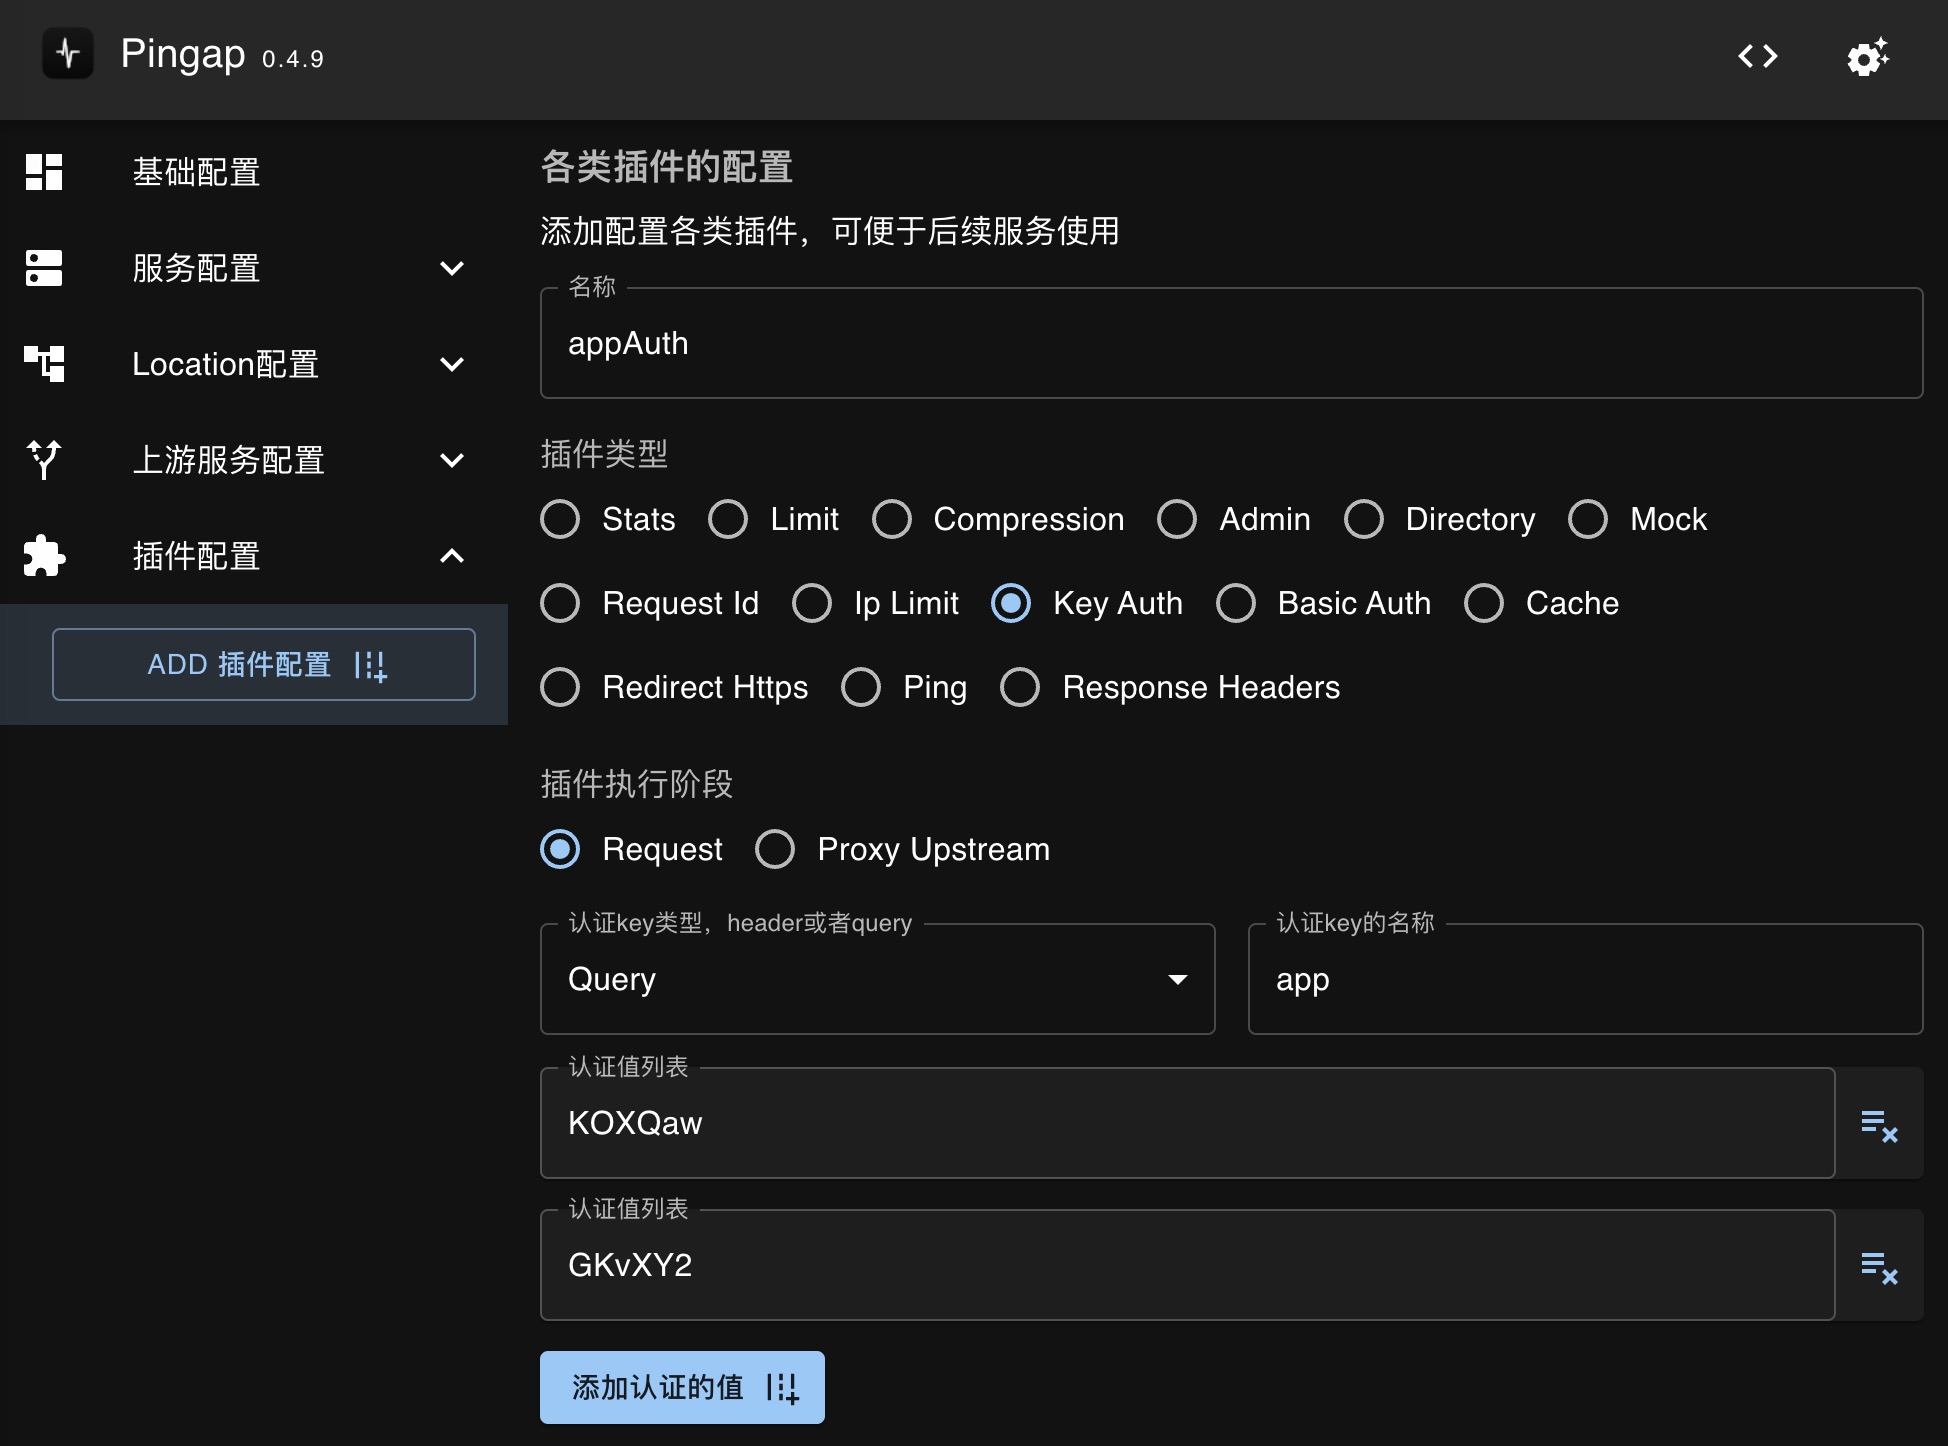 Pingap 0.4.9
基础配置
服务配置
Location配置
上游服务配置
插件配置
ADD 插件配置
各类插件的配置
添加配置各类插件，可便于后续服务使用
名称
appAuth
插件类型
Stats Limit Compression Admin Directory Mock
Request Id Ip Limit Key Auth Basic Auth Cache
Redirect Https Ping Response Headers
插件执行阶段
Request Proxy Upstream
认证key类型，header或者query
Query
认证key的名称
app
认证值列表
KOXQaw
认证值列表
GKvXY2
添加认证的值